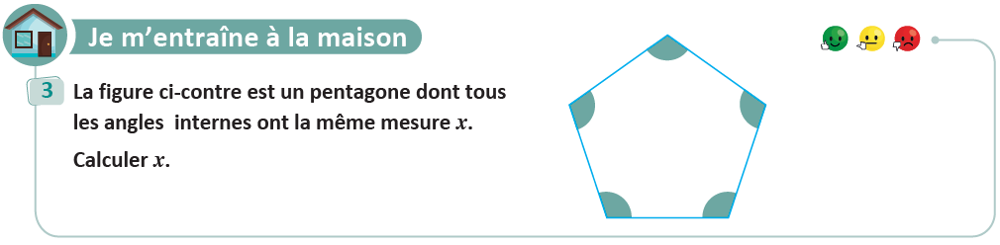 Je m'entraîne à la maison
3 La figure ci-contre est un pentagone dont tous
les angles internes ont la même mesure x.
Calculer x.